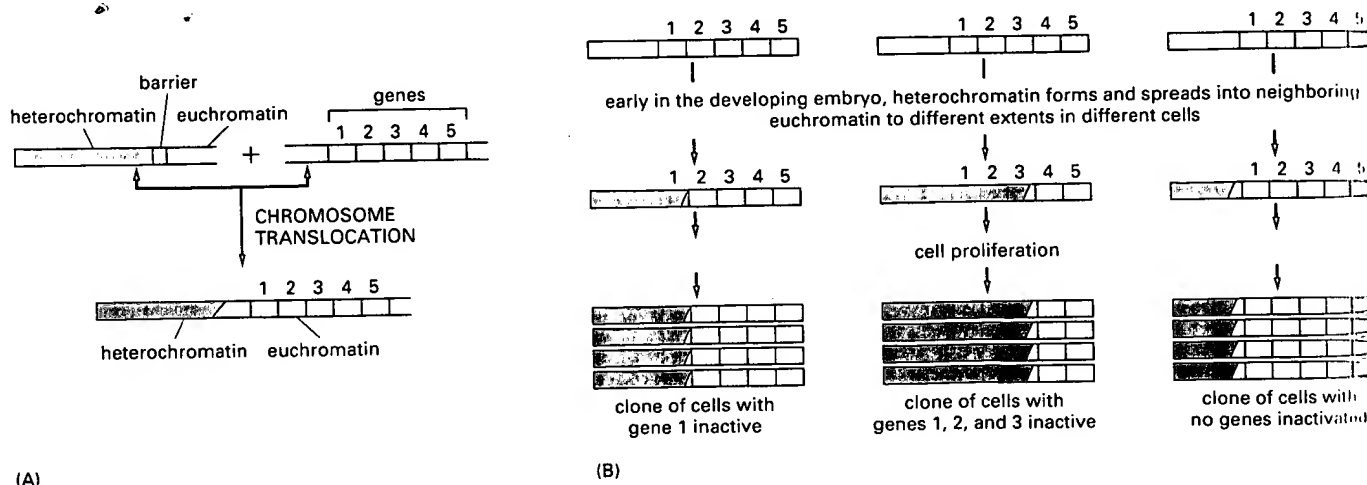 barrier
heterochromatin
euchromatin
genes
1 2 3 4 5
+
CHROMOSOME
TRANSLOCATION
1 2 3 4 5
heterochromatin
euchromatin
(A)
1 2 3 4 5
1 2 3 4 5
1 2 3 4
early in the developing embryo, heterochromatin forms and spreads into neighboring
euchromatin to different extents in different cells
1 2 3 4 5
1 2 3 4 5
1 2 3 4
cell proliferation
clone of cells with
gene 1 inactive
clone of cells with
genes 1, 2, and 3 inactive
clone of cells with
no genes inactivated
(B)